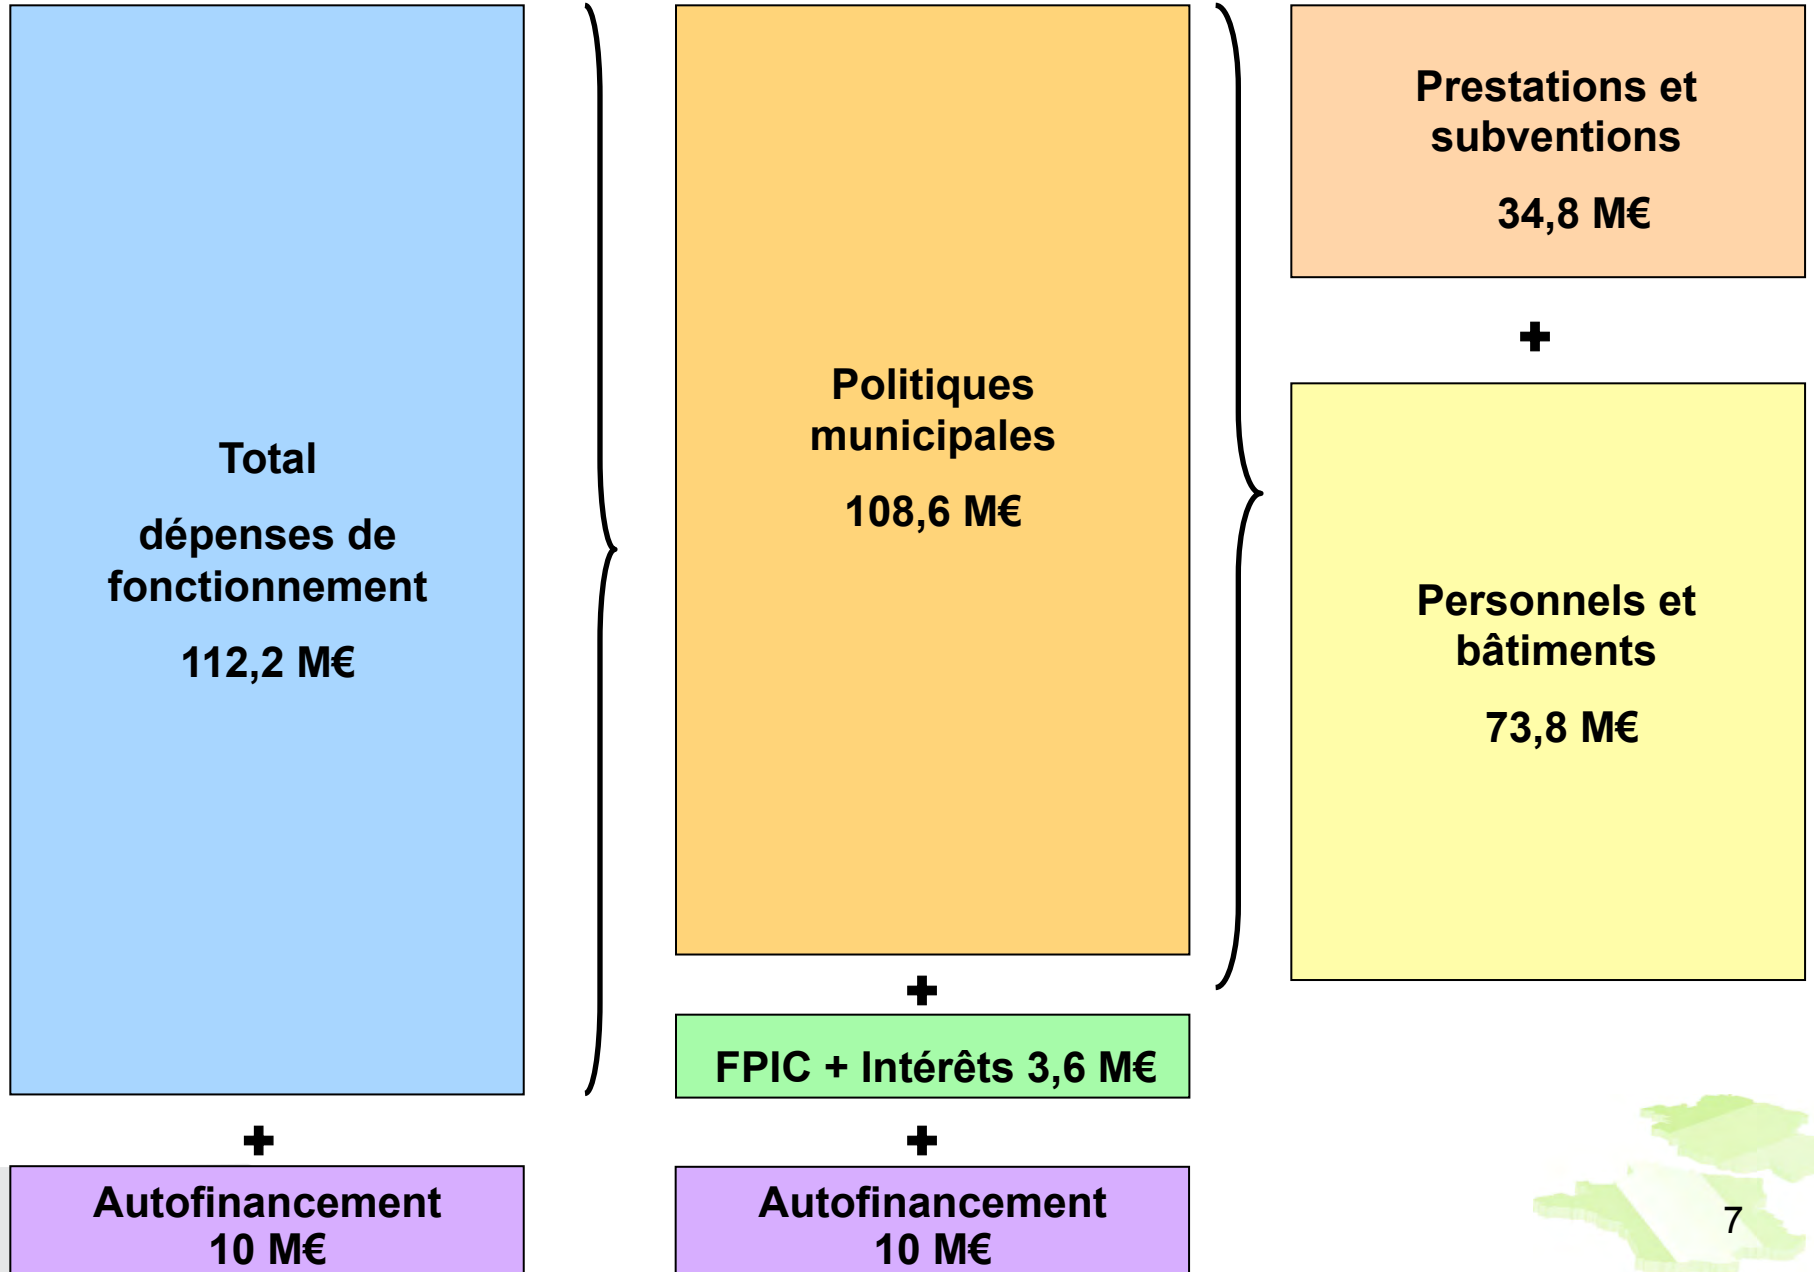 Total
dépenses de
fonctionnement
112,2 M€
+
Autofinancement
10 M€
Politiques
municipales
108,6 M€
+
FPIC + Intérêts 3,6 M€
+
Autofinancement
10 M€
Prestations et
subventions
34,8 M€
+
Personnels et
bâtiments
73,8 M€
7